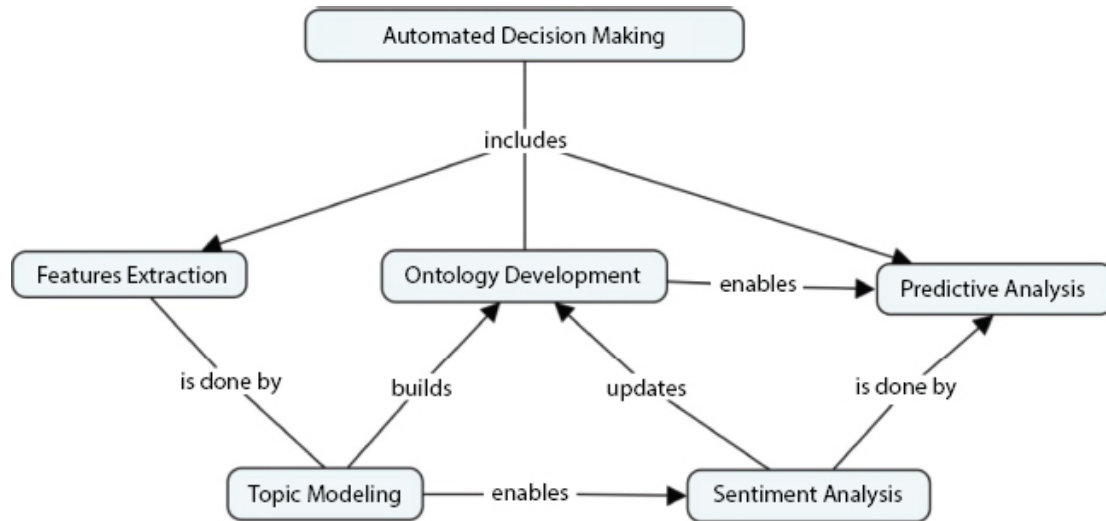 Automated Decision Making
includes
Features Extraction
Ontology Development
enables
Predictive Analysis
is done by
builds
updates
is done by
Topic Modeling
enables
Sentiment Analysis